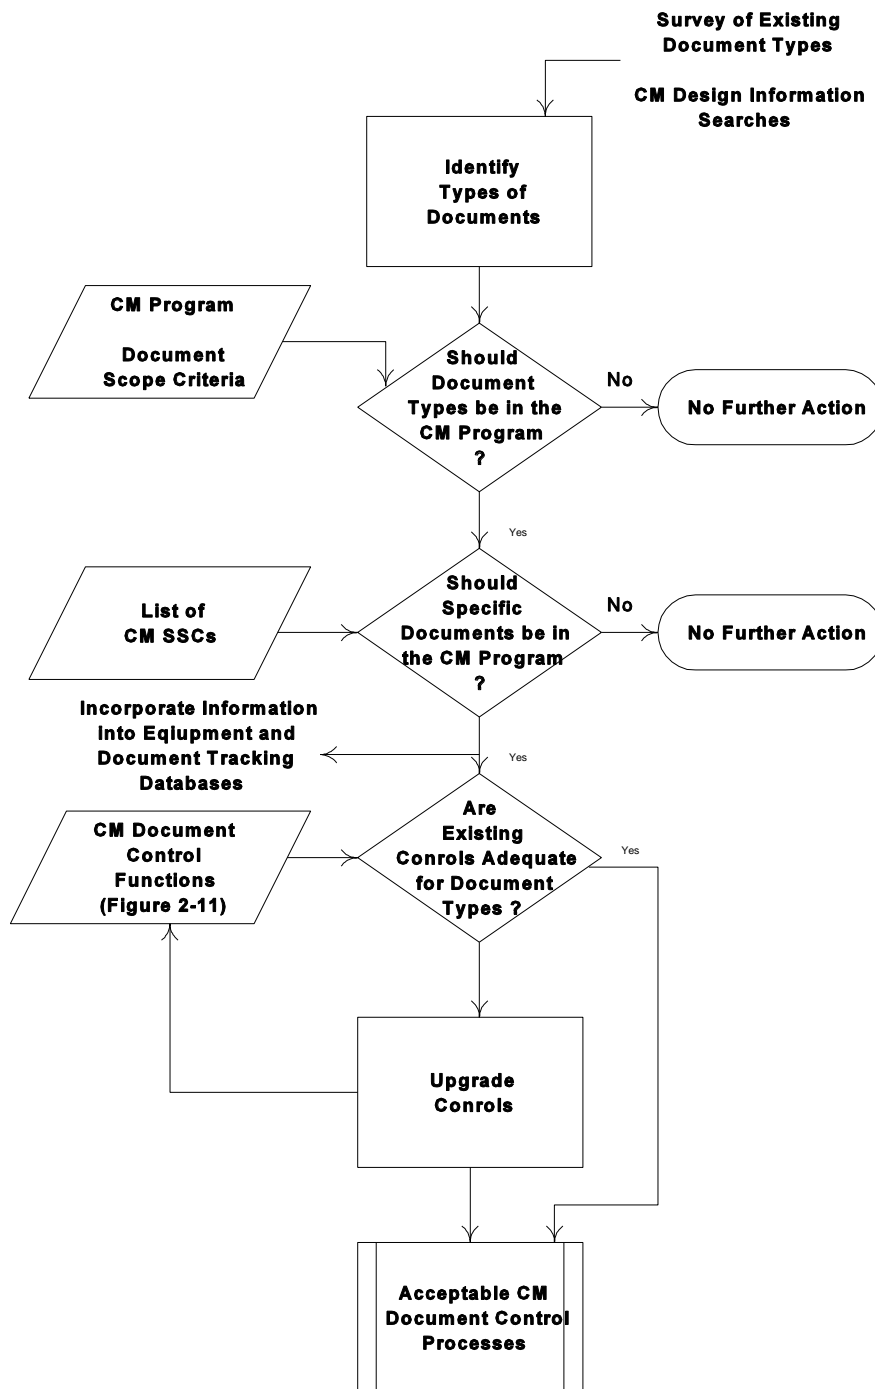 Survey of Existing
Document Types
CM Design Information
Searches
Identify
Types of
Documents
CM Program
Document
Scope Criteria
Should
Document
Types be in the
CM Program
?
No
No Further Action
Yes
Should
Specific
Documents be in
the CM Program
?
List of
CM SSCs
No
No Further Action
Incorporate Information
into Eqiupment and
Document Tracking
Databases
Yes
Are
Existing
Conrols Adequate
for Document
Types ?
CM Document
Control
Functions
(Figure 2-11)
Yes
Upgrade
Conrols
Acceptable CM
Document Control
Processes